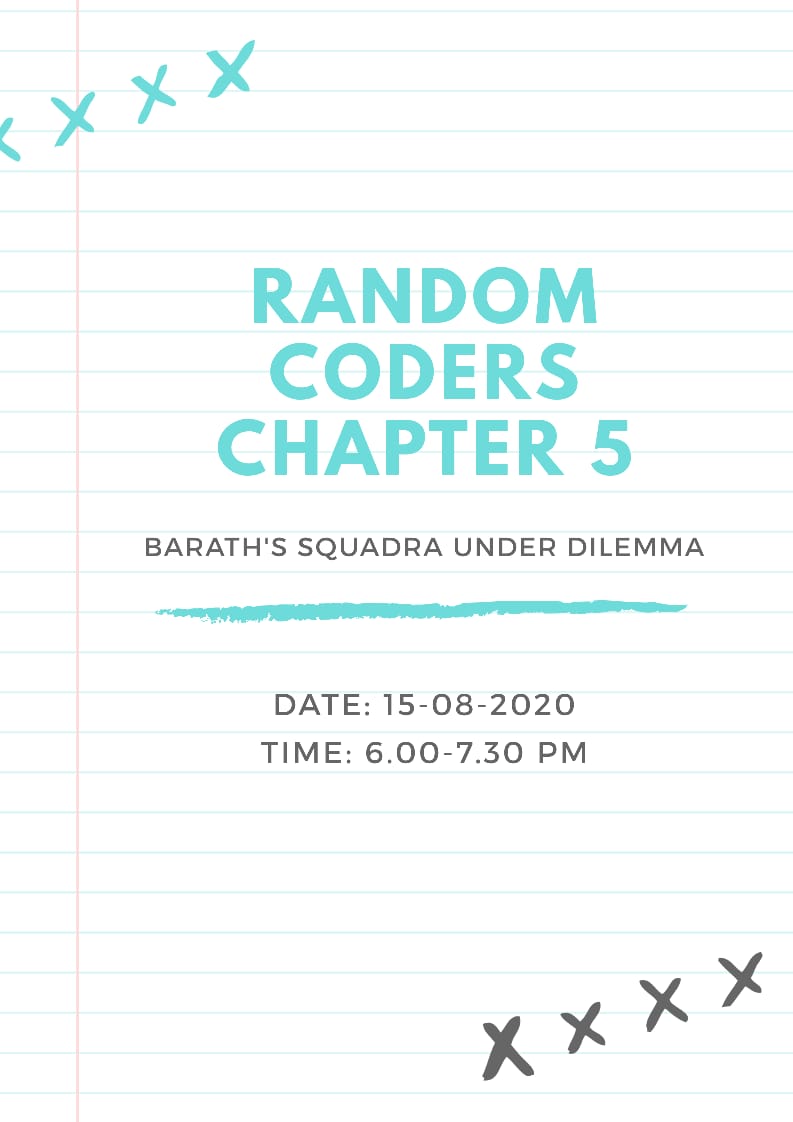 RANDOM
CODERS
CHAPTER 5
BARATH'S SQUADRA UNDER DILEMMA
DATE: 15-08-2020
TIME: 6.00-7.30 PM